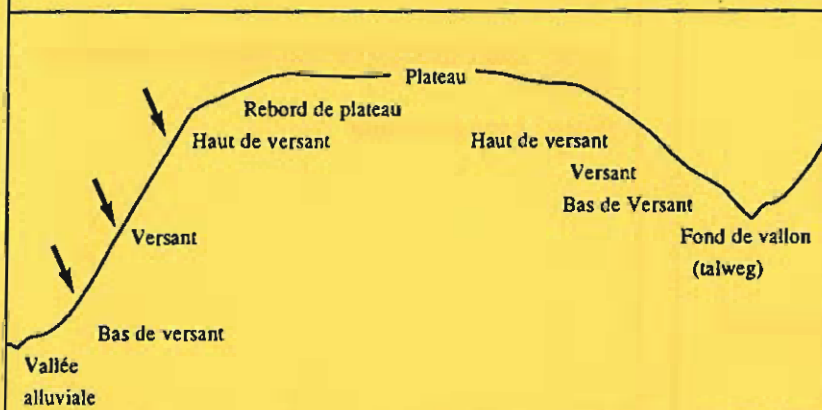 Plateau
Rebord de plateau
Haut de versant
Haut de versant
Versant
Bas de Versant
Versant
Fond de vallon
(talweg)
Bas de versant
Vallée
alluviale